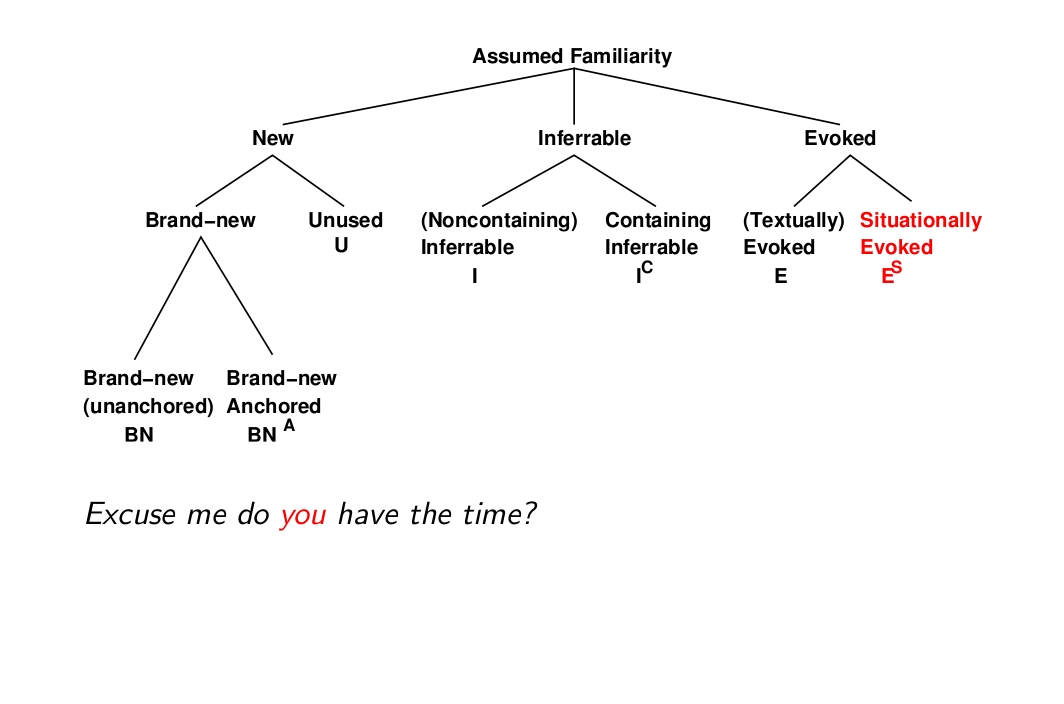 Assumed Familiarity
New Inferrable Evoked
Brand−new Unused (Noncontaining) Containing (Textually) Situationally
U Inferrable Inferrable Evoked Evoked
I I^C E E^S
Brand−new Brand−new
(unanchored) Anchored
BN BN^A
Excuse me do you have the time?